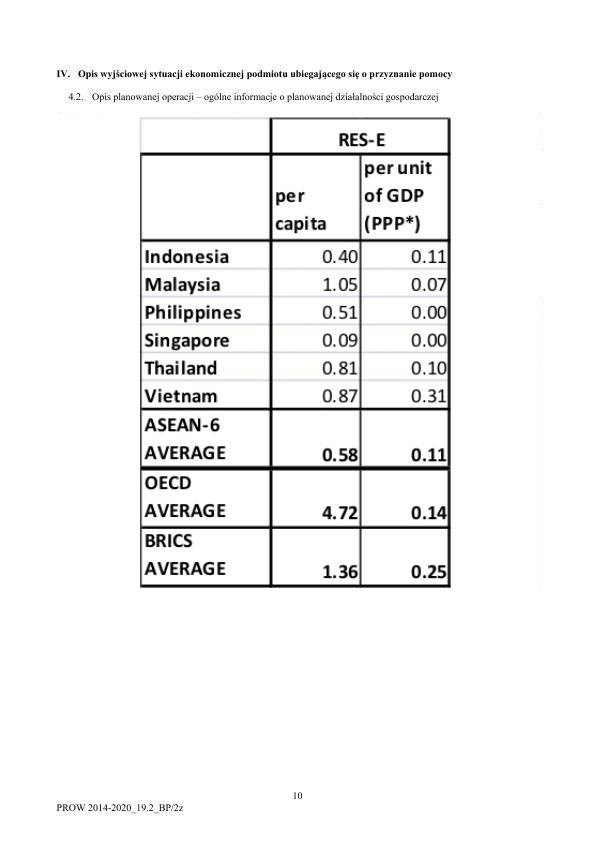 IV. Opis wyjściowej sytuacji ekonomicznej podmiotu ubiegającego się o przyznanie pomocy
4.2. Opis planowanej operacji – ogólne informacje o planowanej działalności gospodarczej
RES-E
per capita per unit of GDP (PPP*)
Indonesia 0.40 0.11
Malaysia 1.05 0.07
Philippines 0.51 0.00
Singapore 0.09 0.00
Thailand 0.81 0.10
Vietnam 0.87 0.31
ASEAN-6
AVERAGE 0.58 0.11
OECD
AVERAGE 4.72 0.14
BRICS
AVERAGE 1.36 0.25
10
PROW 2014-2020_19.2_BP/2z